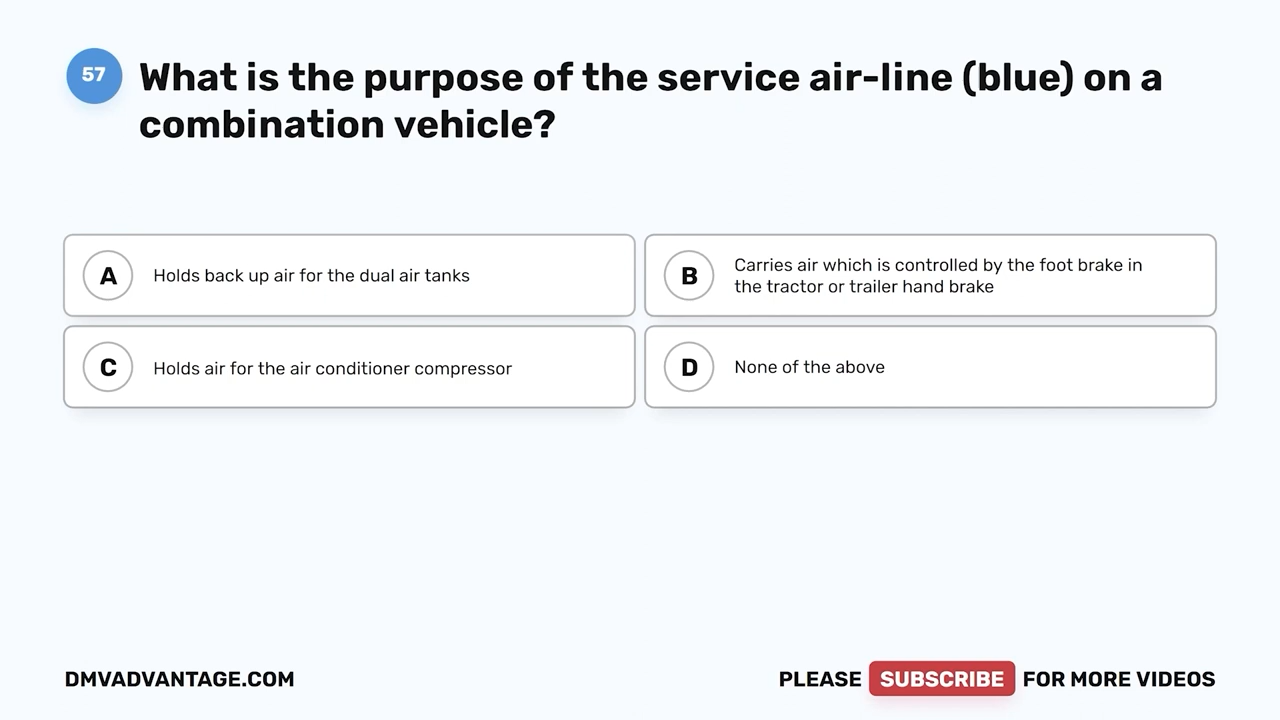 57
What is the purpose of the service air-line (blue) on a
combination vehicle?
A
Holds back up air for the dual air tanks
B
Carries air which is controlled by the foot brake in
the tractor or trailer hand brake
C
Holds air for the air conditioner compressor
D
None of the above
DMVADVANTAGE.COM
PLEASE SUBSCRIBE FOR MORE VIDEOS